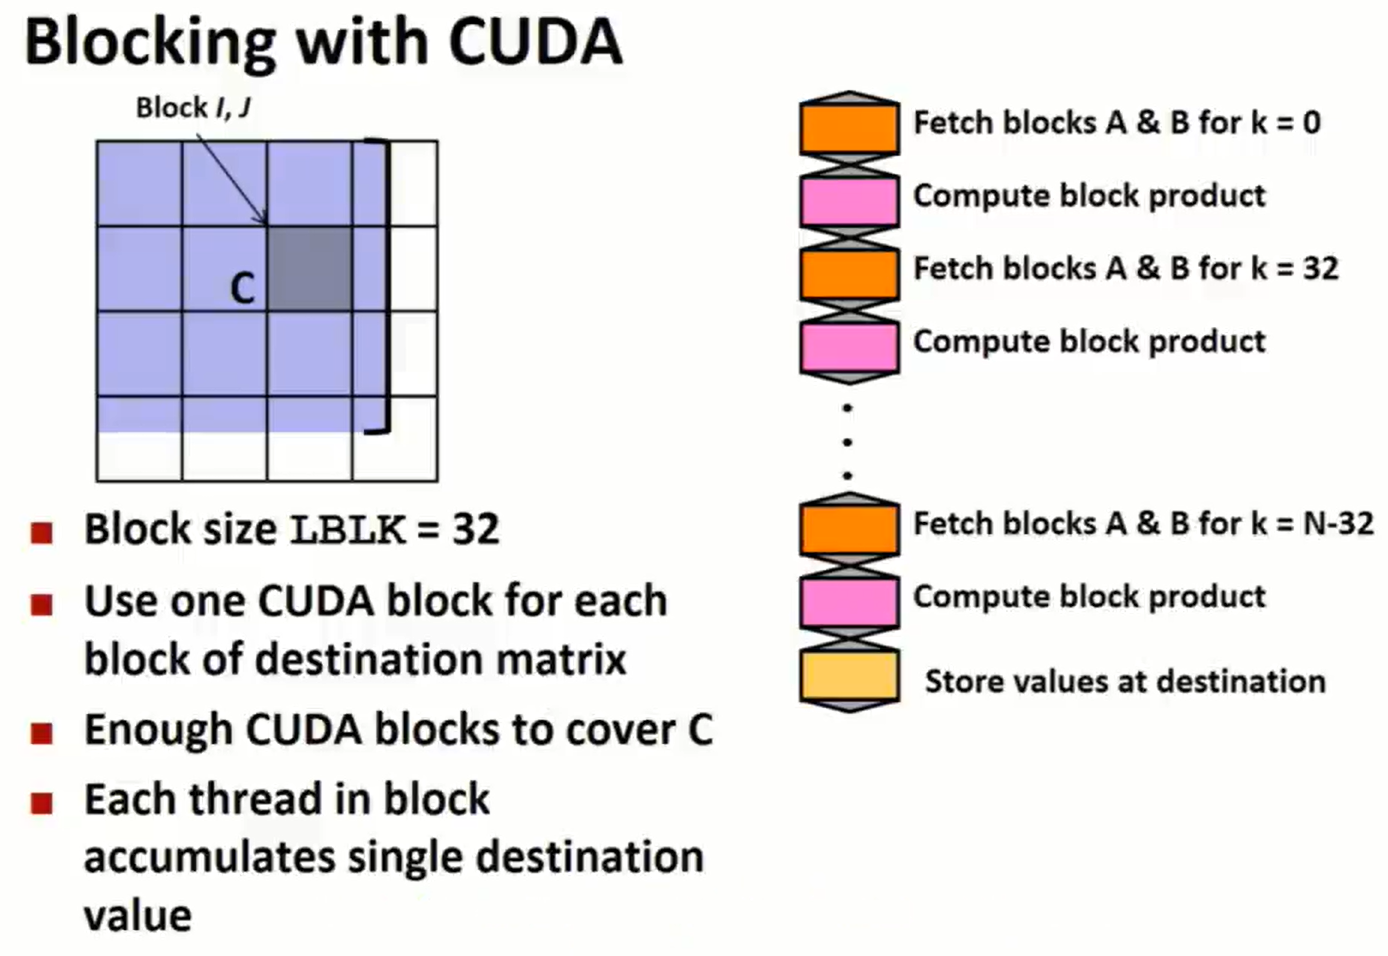 Blocking with CUDA
Block I, J
C
Block size LBLK = 32
Use one CUDA block for each
block of destination matrix
Enough CUDA blocks to cover C
Each thread in block
accumulates single destination
value
Fetch blocks A & B for k = 0
Compute block product
Fetch blocks A & B for k = 32
Compute block product
Fetch blocks A & B for k = N-32
Compute block product
Store values at destination